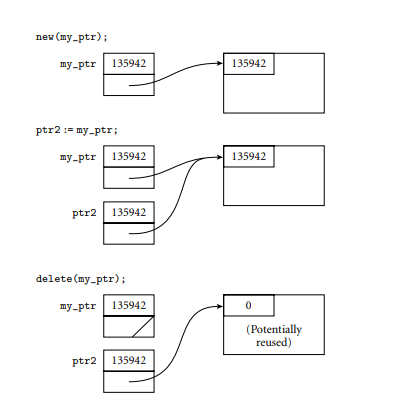 new(my_ptr);
my_ptr 135942 135942
ptr2 := my_ptr;
my_ptr 135942 135942
ptr2 135942
delete(my_ptr);
my_ptr 135942 0
(Potentially
reused)
ptr2 135942